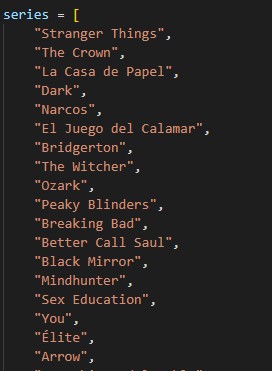 series = [
"Stranger Things",
"The Crown",
"La Casa de Papel",
"Dark",
"Narcos",
"El Juego del Calamar",
"Bridgerton",
"The Witcher",
"Ozark",
"Peaky Blinders",
"Breaking Bad",
"Better Call Saul",
"Black Mirror",
"Mindhunter",
"Sex Education",
"You",
"Élite",
"Arrow",